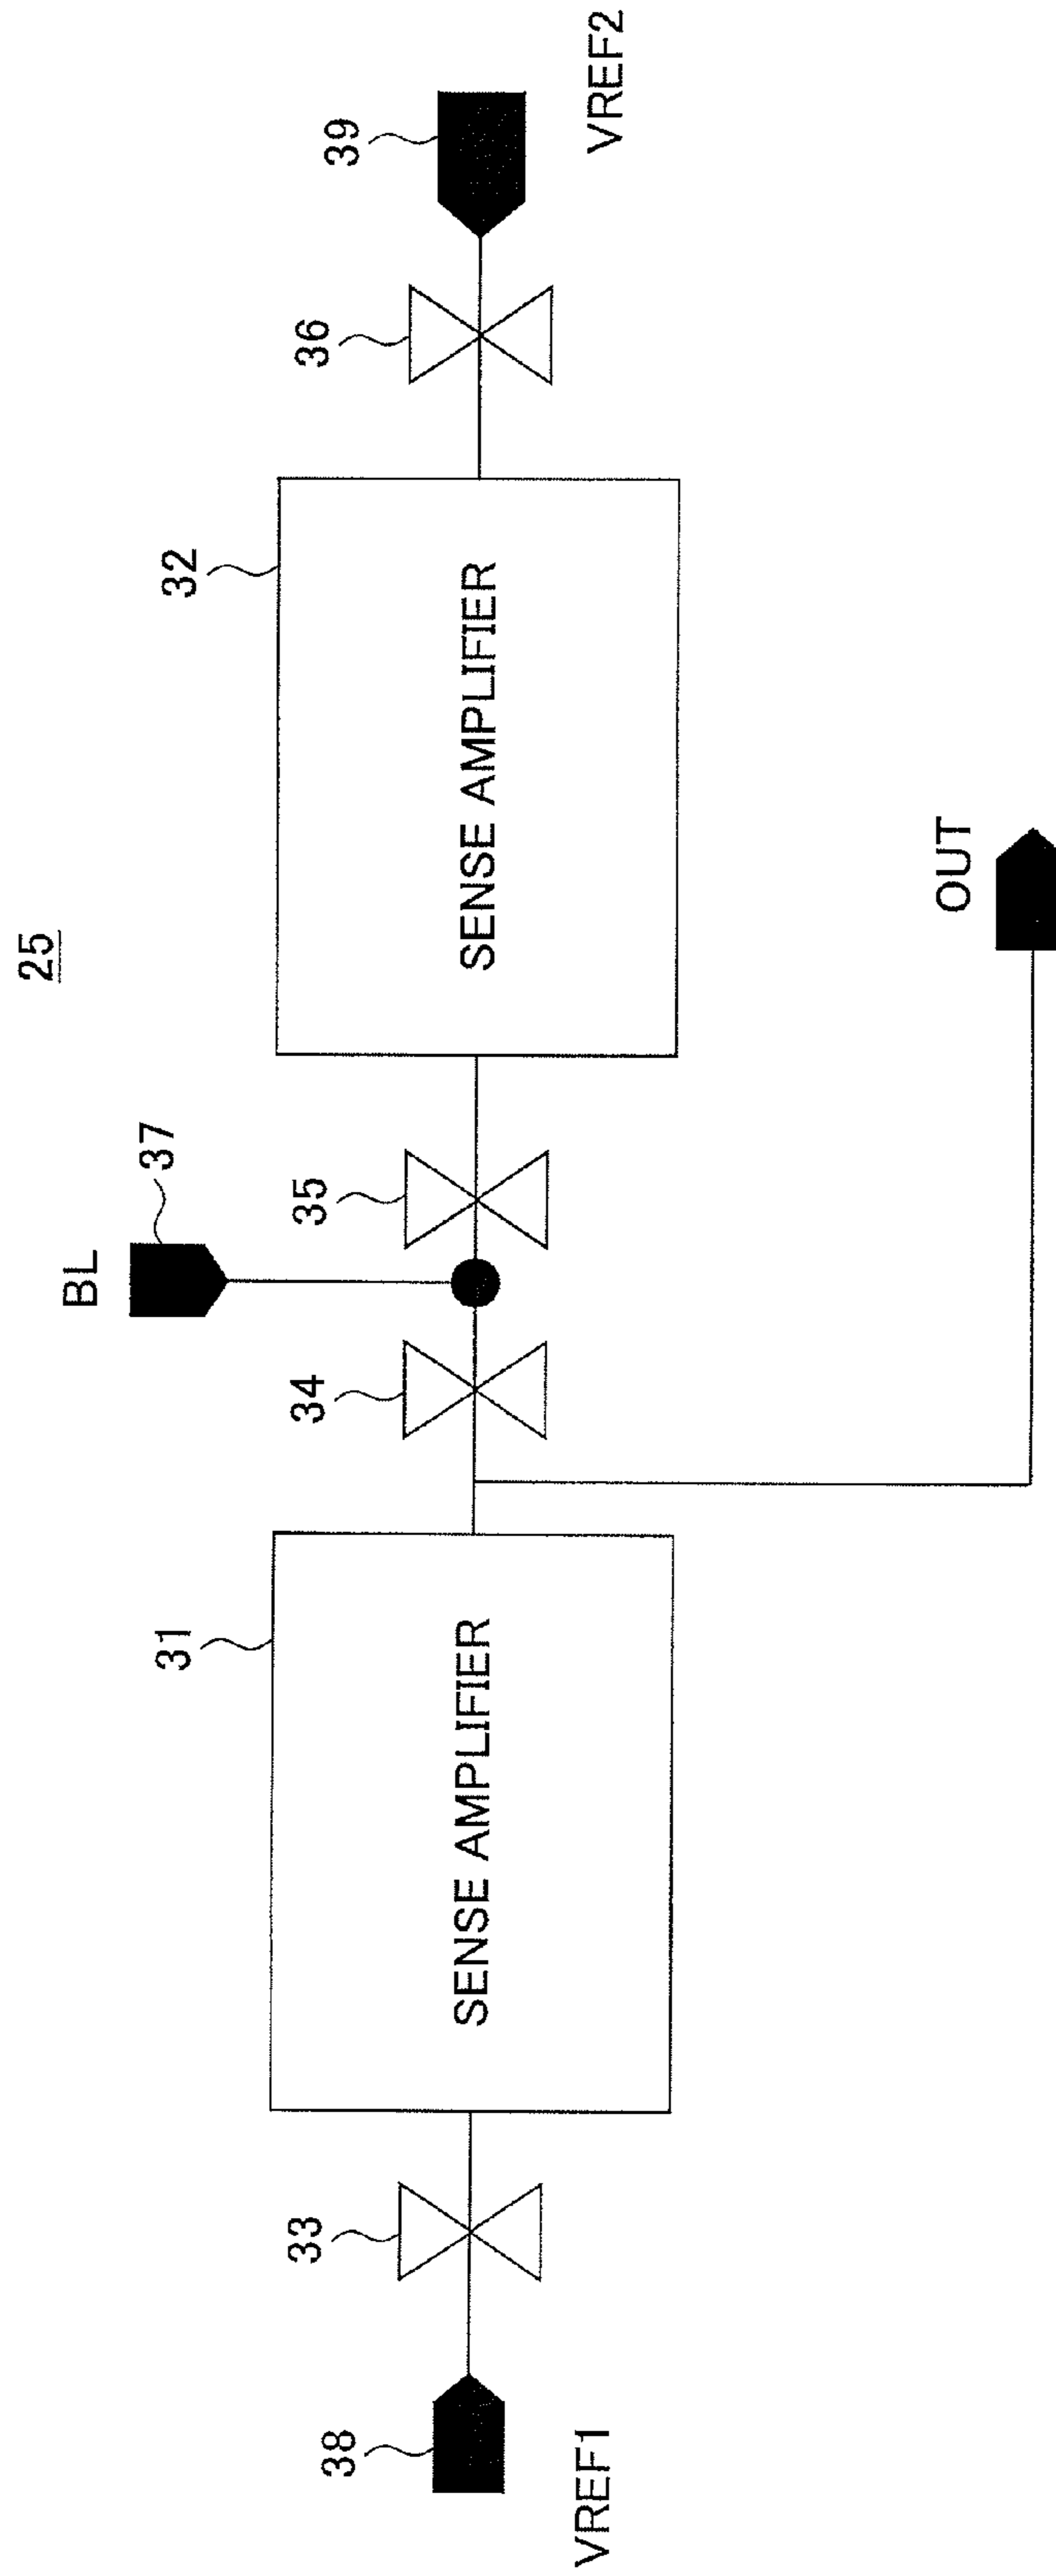 25
BL
37
31
32
38
33
34
35
36
39
SENSE AMPLIFIER
SENSE AMPLIFIER
VREF1
VREF2
OUT